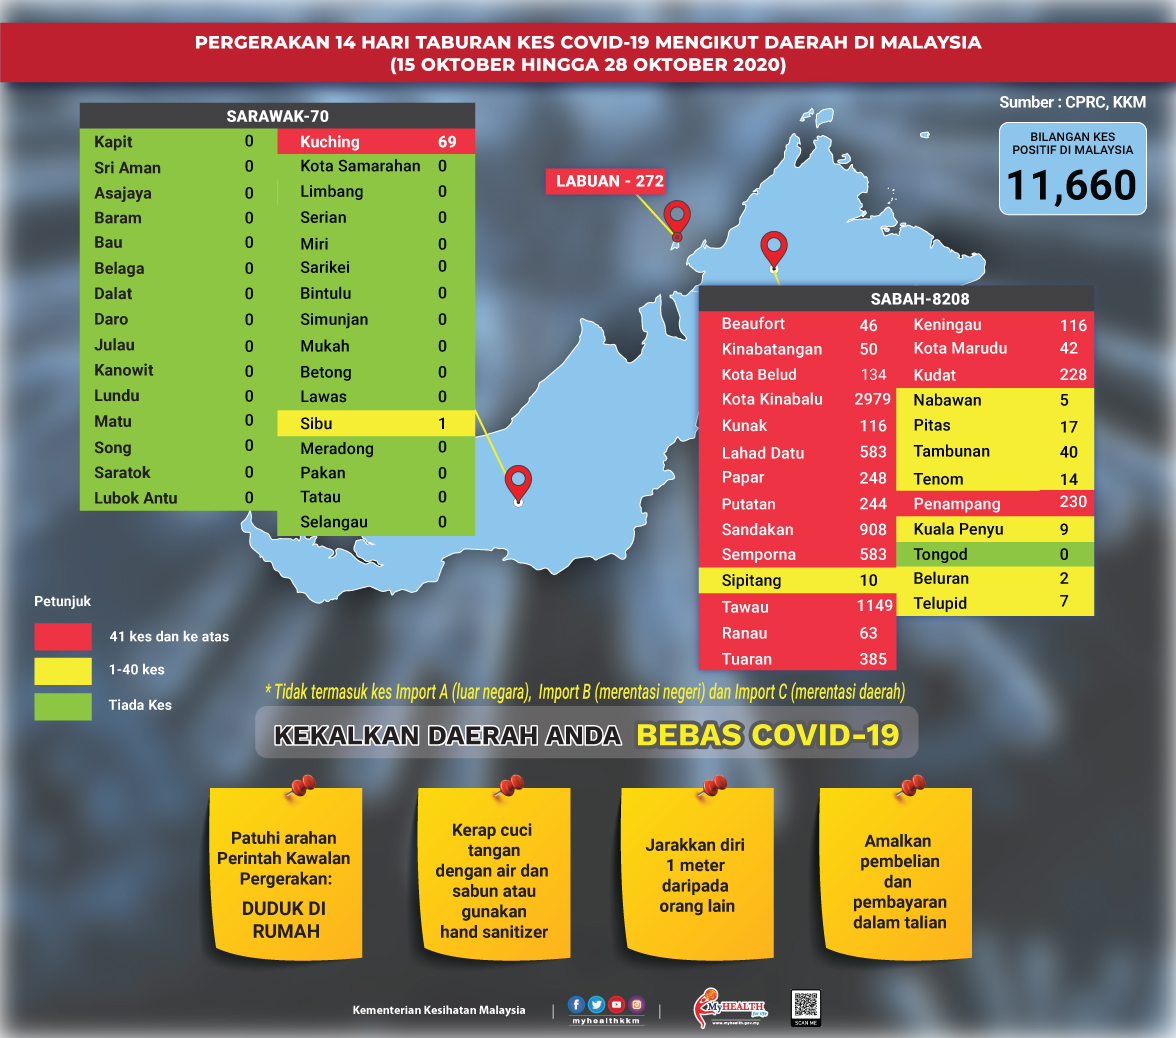 PERGERAKAN 14 HARI TABURAN KES COVID-19 MENGIKUT DAERAH DI MALAYSIA
(15 OKTOBER HINGGA 28 OKTOBER 2020)
Sumber : CPRC, KKM
BILANGAN KES
POSITIF DI MALAYSIA
11,660
SARAWAK-70
Kapit 0 Kuching 69
Sri Aman 0 Kota Samarahan 0
Asajaya 0 Limbang 0
Baram 0 Serian 0
Bau 0 Miri 0
Belaga 0 Sarikei 0
Dalat 0 Bintulu 0
Daro 0 Simunjan 0
Julau 0 Mukah 0
Kanowit 0 Betong 0
Lundu 0 Lawas 0
Matu 0 Sibu 1
Song 0 Meradong 0
Saratok 0 Pakan 0
Lubok Antu 0 Tatau 0
Selangau 0
LABUAN - 272
SABAH-8208
Beaufort 46 Keningau 116
Kinabatangan 50 Kota Marudu 42
Kota Belud 134 Kudat 228
Kota Kinabalu 2979 Nabawan 5
Kunak 116 Pitas 17
Lahad Datu 583 Tambunan 40
Papar 248 Tenom 14
Putatan 244 Penampang 230
Sandakan 908 Kuala Penyu 9
Semporna 583 Tongod 0
Sipitang 10 Beluran 2
Tawau 1149 Telupid 7
Ranau 63
Tuaran 385
Petunjuk
41 kes dan ke atas
1-40 kes
Tiada Kes
* Tidak termasuk kes Import A (luar negara), Import B (merentasi negeri) dan Import C (merentasi daerah)
KEKALKAN DAERAH ANDA BEBAS COVID-19
Patuhi arahan
Perintah Kawalan
Pergerakan:
DUDUK DI
RUMAH
Kerap cuci
tangan
dengan air dan
sabun atau
gunakan
hand sanitizer
Jarakkan diri
1 meter
daripada
orang lain
Amalkan
pembelian
dan
pembayaran
dalam talian
Kementerian Kesihatan Malaysia
myhealthkkm
MyHEALTH
for life
www.myhealth.gov.my
SCAN ME